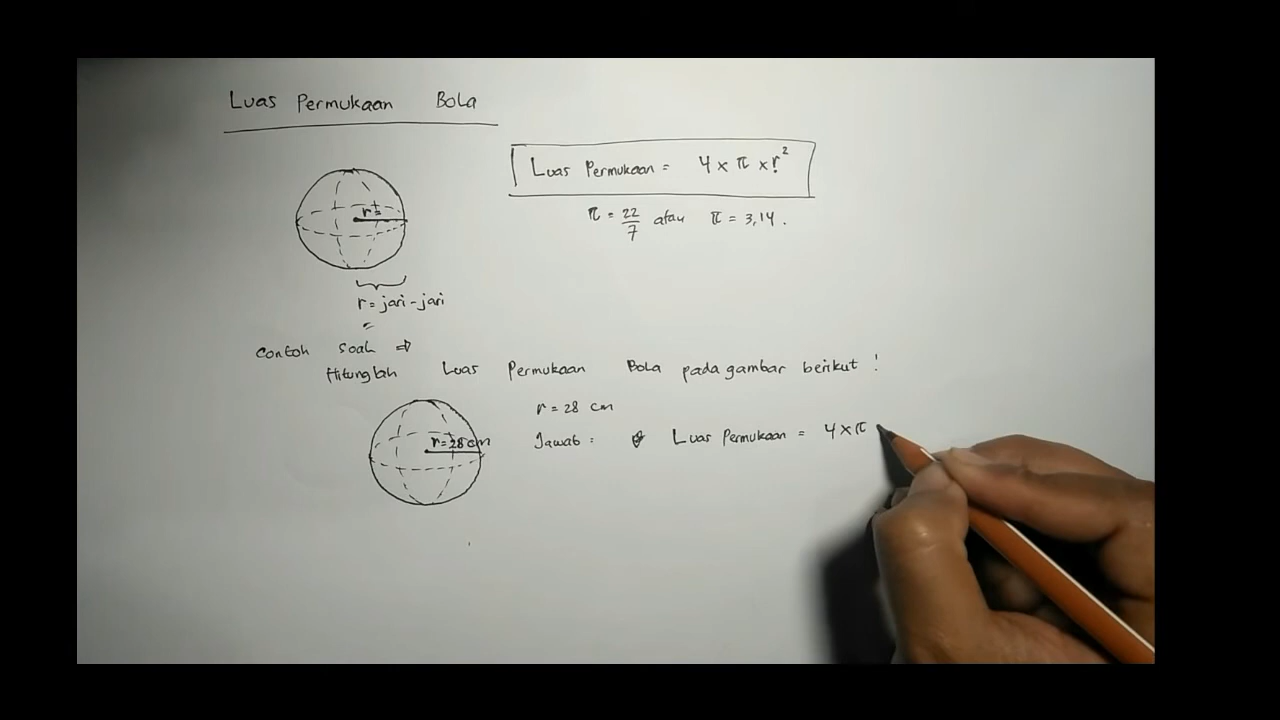 Luas Permukaan Bola
Luas Permukaan = 4 x π x r²
r =
π = 22/7 atau π = 3,14.
r = jari - jari
Contoh Soal ⇒
Hitunglah Luas Permukaan Bola pada gambar berikut !
r = 28 cm
r = 28 cm
Jawab : Luas Permukaan = 4 x π